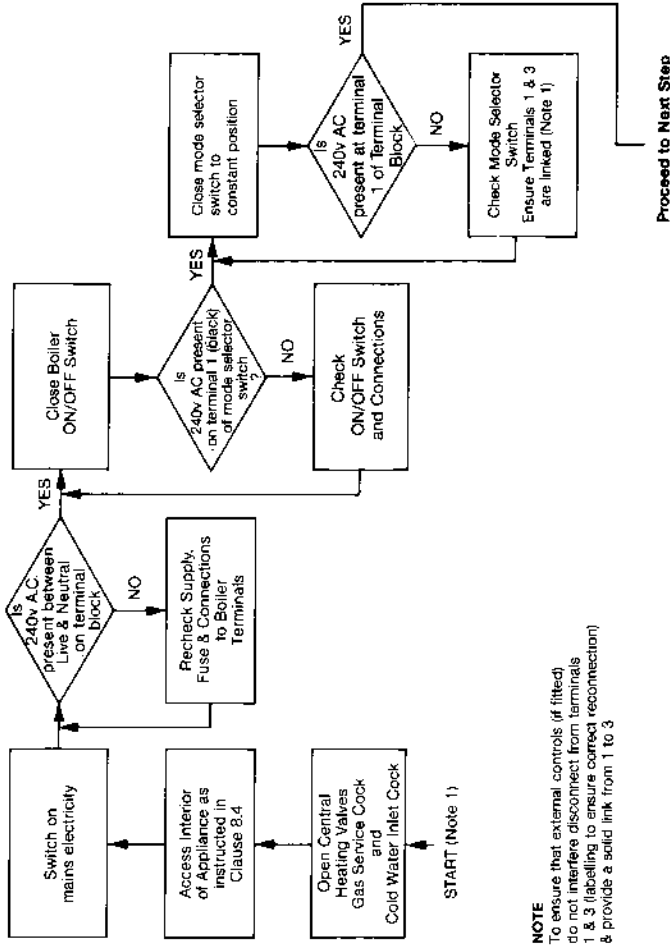 START (Note 1)
Open Central
Heating Valves
Gas Service Cock
and
Cold Water Inlet Cock
Access Interior
of Appliance as
instructed in
Clause 8.4
Switch on
mains electricity
Is
240v A.C.
present between
Live & Neutral
on terminal
block
YES
NO
Recheck Supply,
Fuse & Connections
to Boiler
Terminals
Close Boiler
ON/OFF Switch
Is
240v AC present
on terminal 1 (black)
of mode selector
switch
?
YES
NO
Check
ON/OFF Switch
and Connections
Close mode selector
switch to
constant position
Is
240v AC
present at terminal
1 of Terminal
Block
YES
NO
Check Mode Selector
Switch
Ensure Terminals 1 & 3
are linked (Note 1)
Proceed to Next Step
NOTE
To ensure that external controls (if fitted)
do not interfere disconnect from terminals
1 & 3 (labelling to ensure correct reconnection)
& provide a solid link from 1 to 3